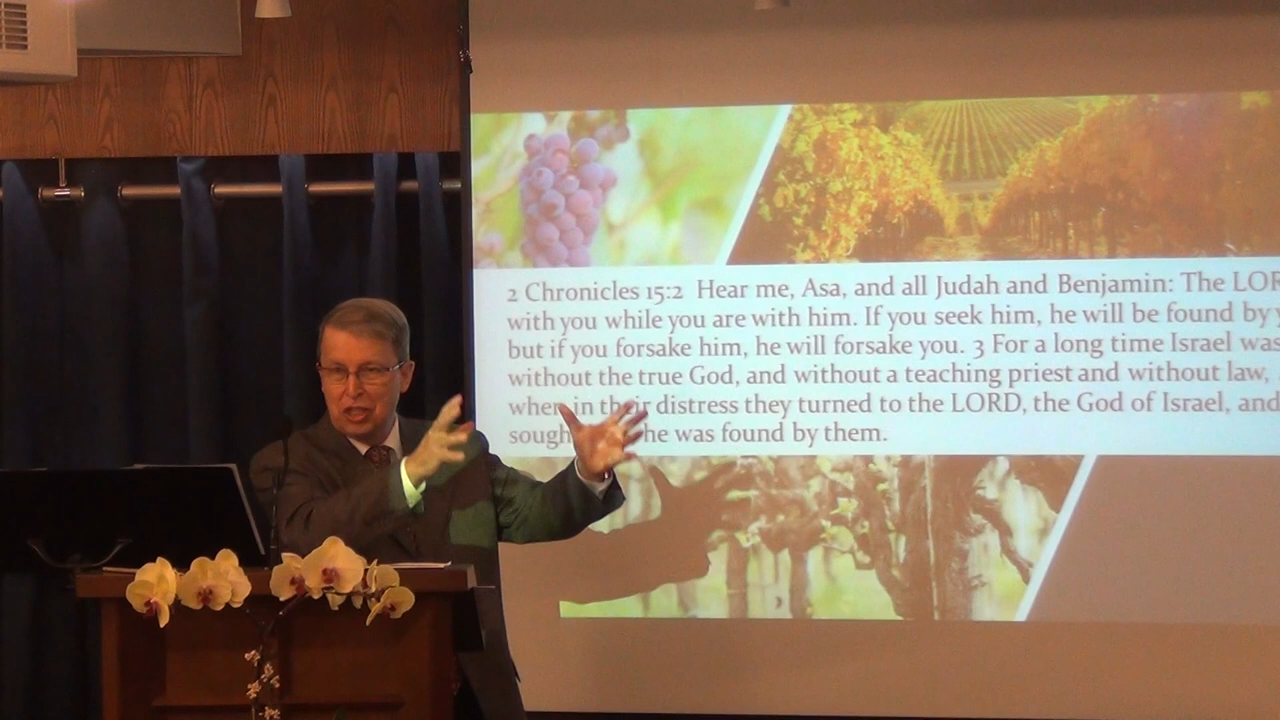 2 Chronicles 15:2 Hear me, Asa, and all Judah and Benjamin: The
with you while you are with him. If you seek him, he will be found by
but if you forsake him, he will forsake you. 3 For a long time Israel was
without the true God, and without a teaching priest and without law,
when in their distress they turned to the LORD, the God of Israel, and
he was found by them.